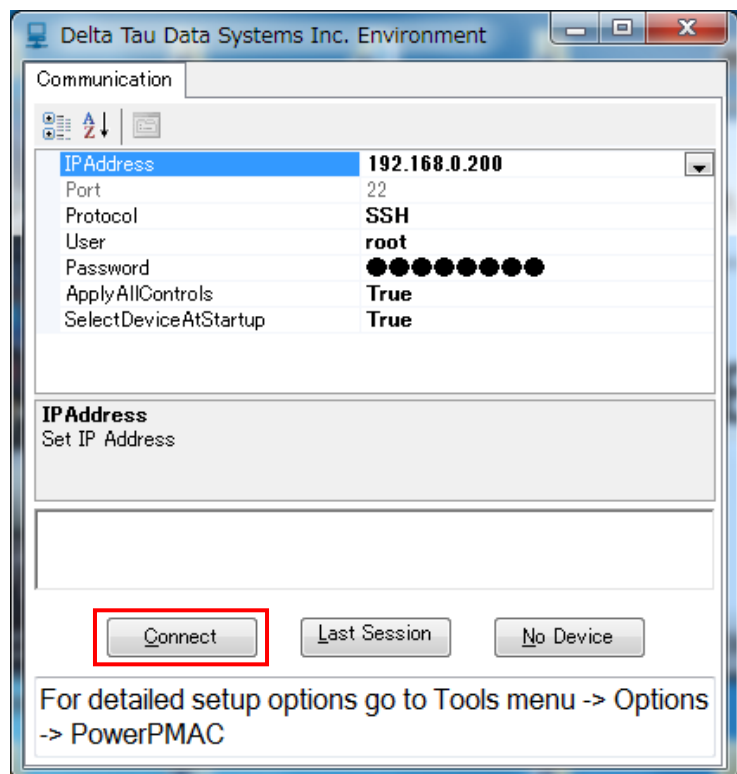 Delta Tau Data Systems Inc. Environment
Communication
IPAddress 192.168.0.200
Port 22
Protocol SSH
User root
Password ●●●●●●●●
ApplyAllControls True
SelectDeviceAtStartup True
IPAddress
Set IP Address
Connect Last Session No Device
For detailed setup options go to Tools menu -> Options
-> PowerPMAC